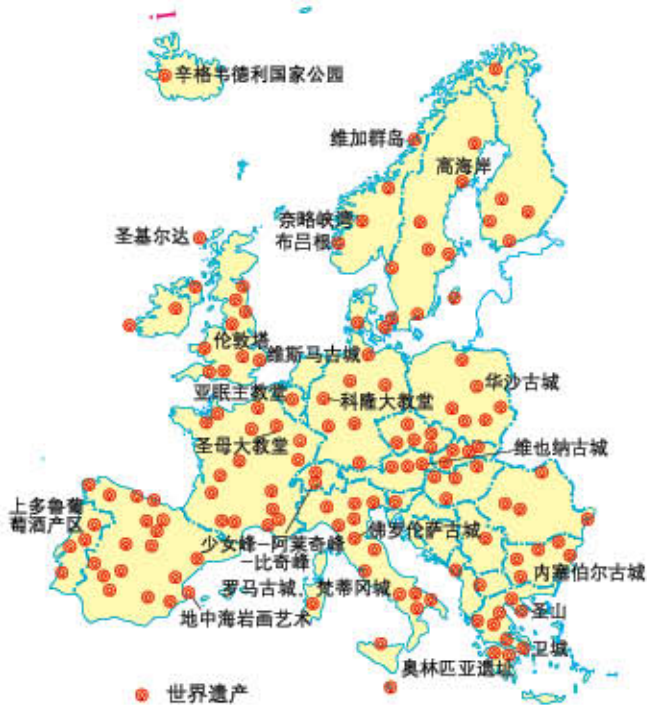 i
辛格韦德利国家公园
维加群岛
高海岸
奈略峡湾
圣基尔达
布吕根
伦敦塔
维斯马古城
亚眠主教堂
科隆大教堂
华沙古城
圣母大教堂
维也纳古城
上多鲁葡
萄酒产区
佛罗伦萨古城
少女峰-阿莱奇峰
-比奇峰
罗马古城
梵蒂冈城
内塞伯尔古城
地中海岩画艺术
圣山
卫城
奥林匹亚遗址
世界遗产